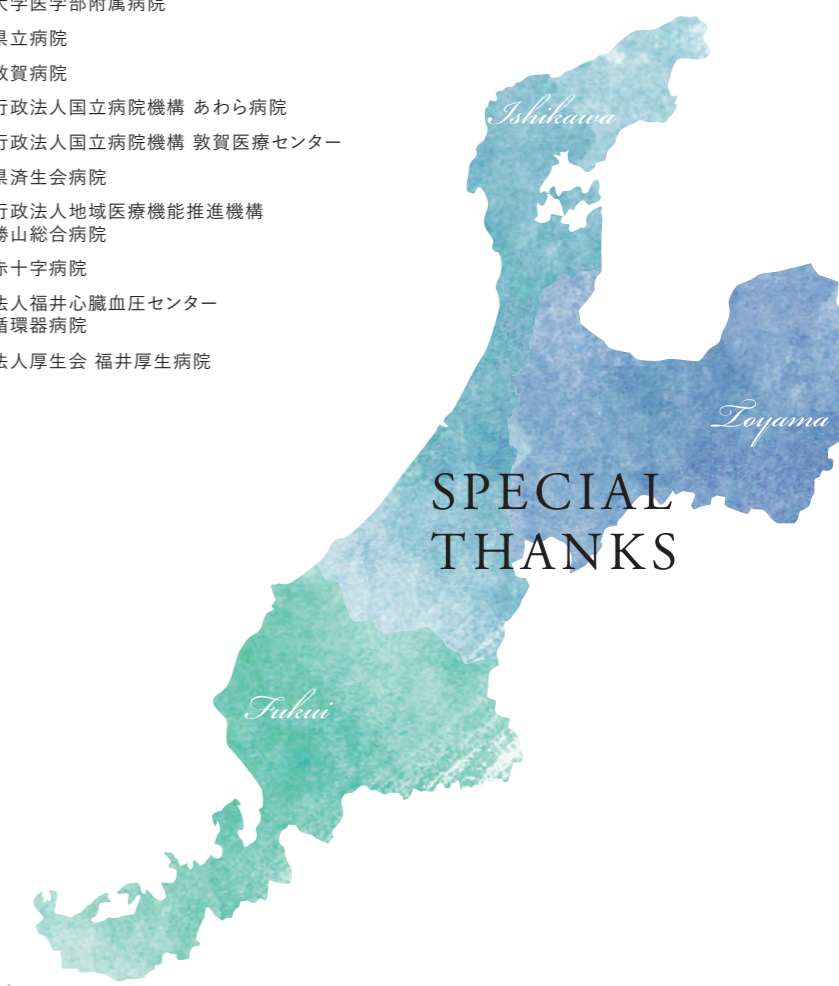 大学医学部附属病院
県立病院
敦賀病院
行政法人国立病院機構 あわら病院
行政法人国立病院機構 敦賀医療センター
県済生会病院
行政法人地域医療機能推進機構
勝山総合病院
赤十字病院
法人福井心臓血圧センター
循環器病院
法人厚生会 福井厚生病院
Ishikawa
Toyama
SPECIAL
THANKS
Fukui